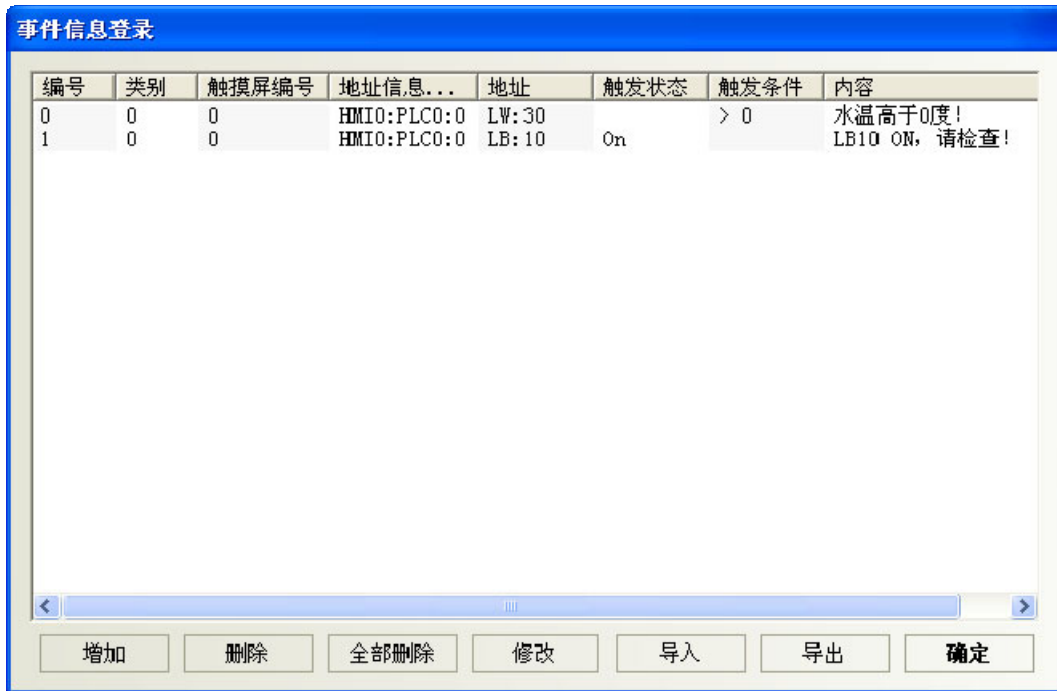 事件信息登录
编号 类别 触摸屏编号 地址信息... 地址 触发状态 触发条件 内容
0 0 0 HMI0:PLC0:0 LW:30 > 0 水温高于0度!
1 0 0 HMI0:PLC0:0 LB:10 On LB10 ON，请检查!
增加 删除 全部删除 修改 导入 导出 确定